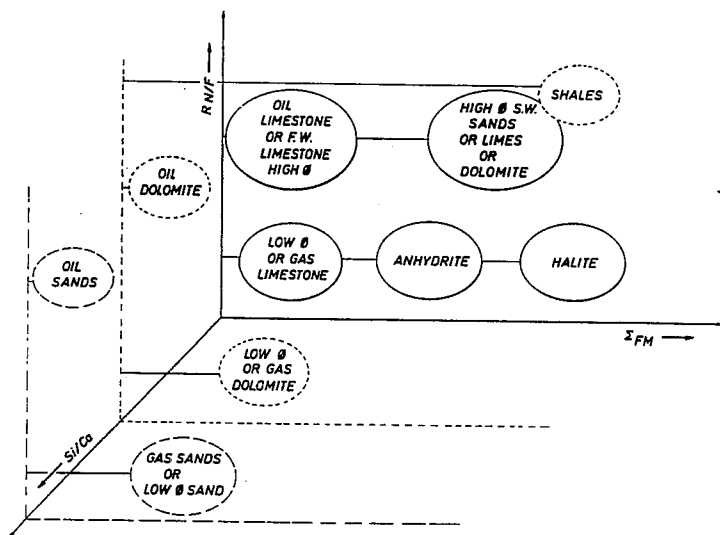 R N/F
SHALES
OIL
LIMESTONE
OR F.W.
LIMESTONE
HIGH Ø
HIGH Ø S.W.
SANDS
OR LIMES
OR
DOLOMITE
OIL
DOLOMITE
OIL
SANDS
LOW Ø
OR GAS
LIMESTONE
ANHYDRITE
HALITE
Σ FM
LOW Ø
OR GAS
DOLOMITE
Si/Ca
GAS SANDS
OR
LOW Ø SAND